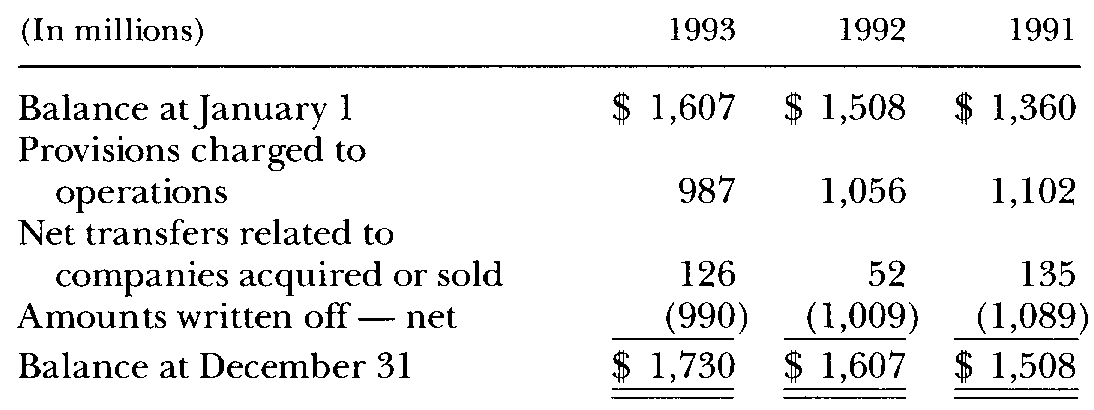 (In millions) 1993 1992 1991
Balance at January 1 $ 1,607 $ 1,508 $ 1,360
Provisions charged to
operations 987 1,056 1,102
Net transfers related to
companies acquired or sold 126 52 135
Amounts written off — net (990) (1,009) (1,089)
Balance at December 31 $ 1,730 $ 1,607 $ 1,508